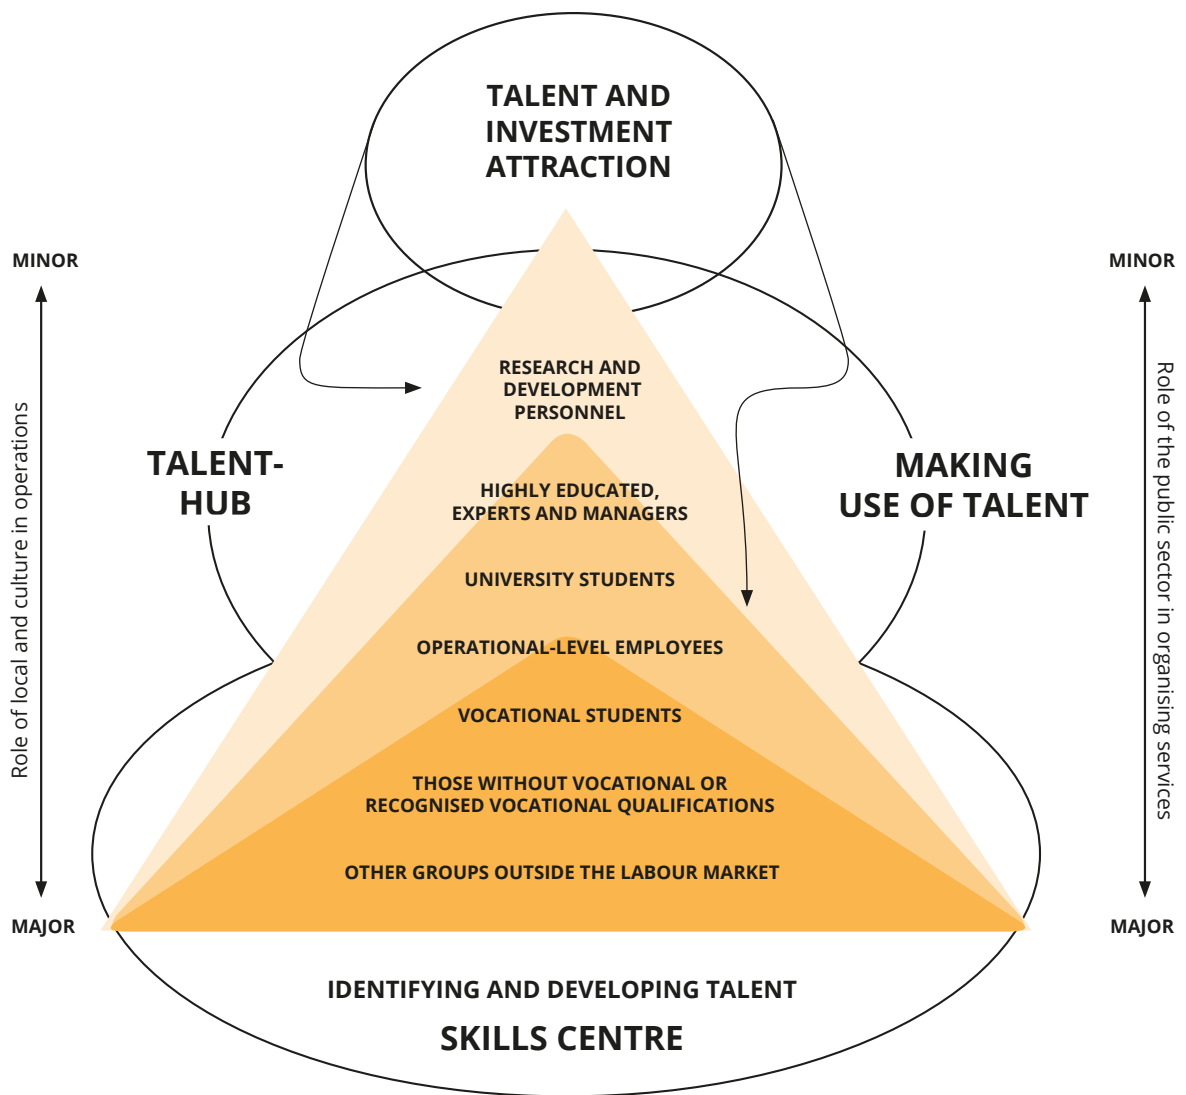 TALENT AND
INVESTMENT
ATTRACTION
MINOR
MINOR
RESEARCH AND
DEVELOPMENT
PERSONNEL
TALENT-
HUB
MAKING
USE OF TALENT
HIGHLY EDUCATED,
EXPERTS AND MANAGERS
UNIVERSITY STUDENTS
OPERATIONAL-LEVEL EMPLOYEES
VOCATIONAL STUDENTS
THOSE WITHOUT VOCATIONAL OR
RECOGNISED VOCATIONAL QUALIFICATIONS
OTHER GROUPS OUTSIDE THE LABOUR MARKET
Role of local and culture in operations
Role of the public sector in organising services
MAJOR
MAJOR
IDENTIFYING AND DEVELOPING TALENT
SKILLS CENTRE